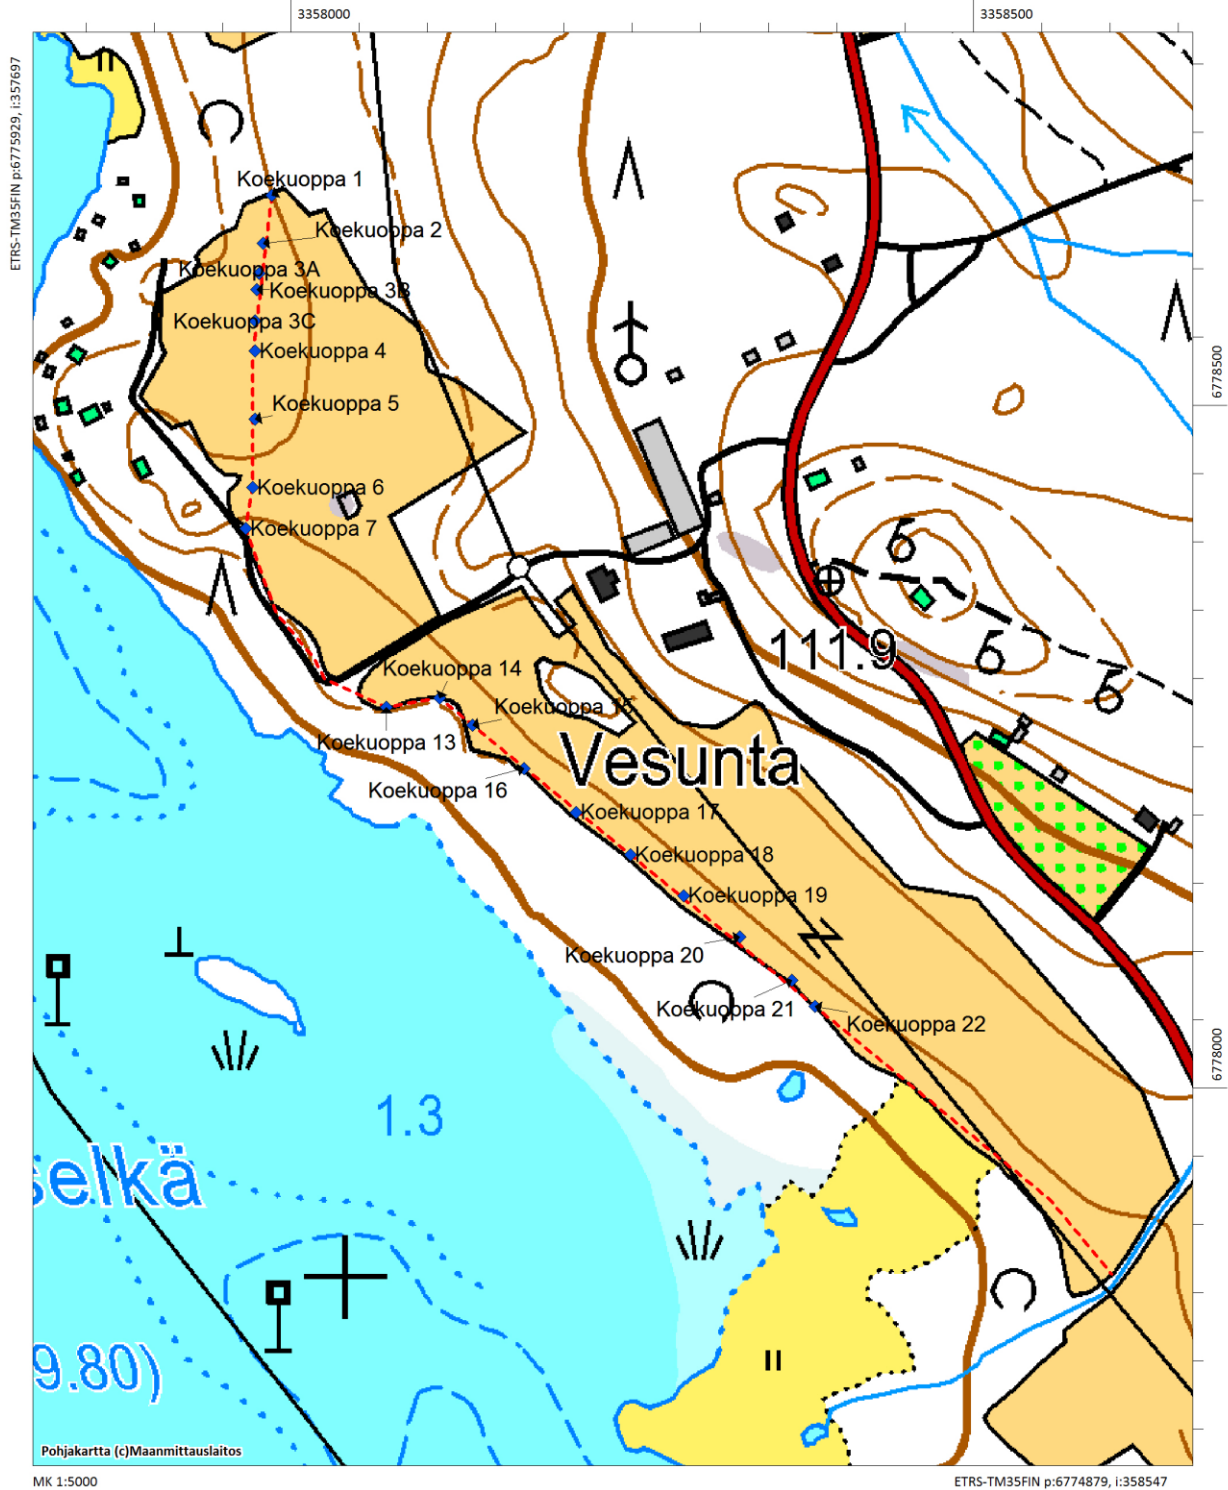 3358000
3358500
ETRS-TM35FIN p:6775929, i:357697
Koekuoppa 1
Koekuoppa 2
Koekuoppa 3A
Koekuoppa 3B
Koekuoppa 3C
Koekuoppa 4
6778500
Koekuoppa 5
Koekuoppa 6
Koekuoppa 7
111.9
Koekuoppa 14
Koekuoppa 15
Koekuoppa 13
Vesunta
Koekuoppa 16
Koekuoppa 17
Koekuoppa 18
Koekuoppa 19
Koekuoppa 20
Koekuoppa 21
Koekuoppa 22
6778000
1.3
selkä
9.80)
Pohjakartta (c)Maanmittauslaitos
MK 1:5000
ETRS-TM35FIN p:6774879, i:358547